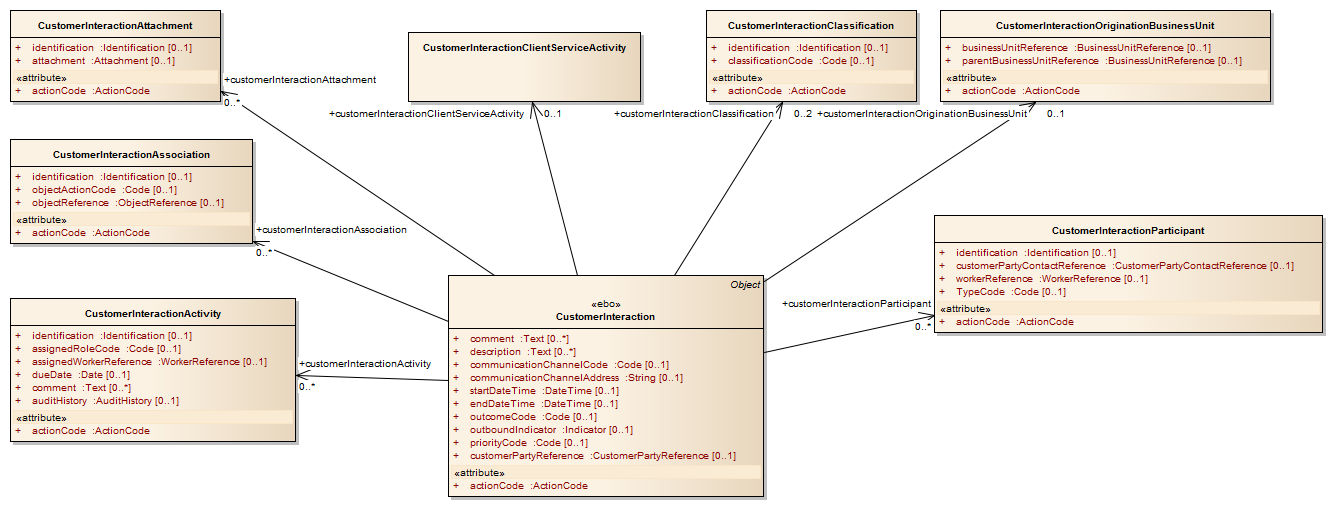 CustomerInteractionAttachment
+ identification :Identification [0..1]
+ attachment :Attachment [0..1]
«attribute»
+ actionCode :ActionCode
+customerInteractionAttachment
0..*
CustomerInteractionClientServiceActivity
+customerInteractionClientServiceActivity
0..1
CustomerInteractionClassification
+ identification :Identification [0..1]
+ classificationCode :Code [0..1]
«attribute»
+ actionCode :ActionCode
+customerInteractionClassification
0..2
CustomerInteractionOriginationBusinessUnit
+ businessUnitReference :BusinessUnitReference [0..1]
+ parentBusinessUnitReference :BusinessUnitReference [0..1]
«attribute»
+ actionCode :ActionCode
+customerInteractionOriginationBusinessUnit
0..1
CustomerInteractionAssociation
+ identification :Identification [0..1]
+ objectActionCode :Code [0..1]
+ objectReference :ObjectReference [0..1]
«attribute»
+ actionCode :ActionCode
+customerInteractionAssociation
0..*
CustomerInteractionParticipant
+ identification :Identification [0..1]
+ customerPartyContactReference :CustomerPartyContactReference [0..1]
+ workerReference :WorkerReference [0..1]
+ TypeCode :Code [0..1]
«attribute»
+ actionCode :ActionCode
+customerInteractionParticipant
0..*
CustomerInteractionActivity
+ identification :Identification [0..1]
+ assignedRoleCode :Code [0..1]
+ assignedWorkerReference :WorkerReference [0..1]
+ dueDate :Date [0..1]
+ comment :Text [0..*]
+ auditHistory :AuditHistory [0..1]
«attribute»
+ actionCode :ActionCode
+customerInteractionActivity
0..*
Object
«ebo»
CustomerInteraction
+ comment :Text [0..*]
+ description :Text [0..*]
+ communicationChannelCode :Code [0..1]
+ communicationChannelAddress :String [0..1]
+ startDateTime :DateTime [0..1]
+ endDateTime :DateTime [0..1]
+ outcomeCode :Code [0..1]
+ outboundIndicator :Indicator [0..1]
+ priorityCode :Code [0..1]
+ customerPartyReference :CustomerPartyReference [0..1]
«attribute»
+ actionCode :ActionCode